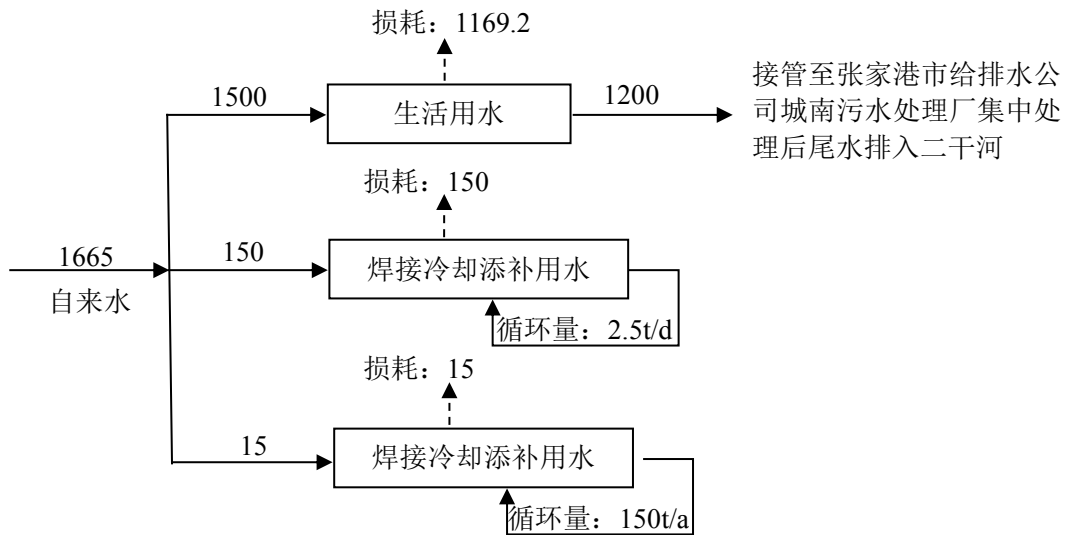 损耗：1169.2
1500
生活用水
1200
接管至张家港市给排水公
司城南污水处理厂集中处
理后尾水排入二干河
损耗：150
1665
自来水
150
焊接冷却添补用水
循环量：2.5t/d
损耗：15
15
焊接冷却添补用水
循环量：150t/a